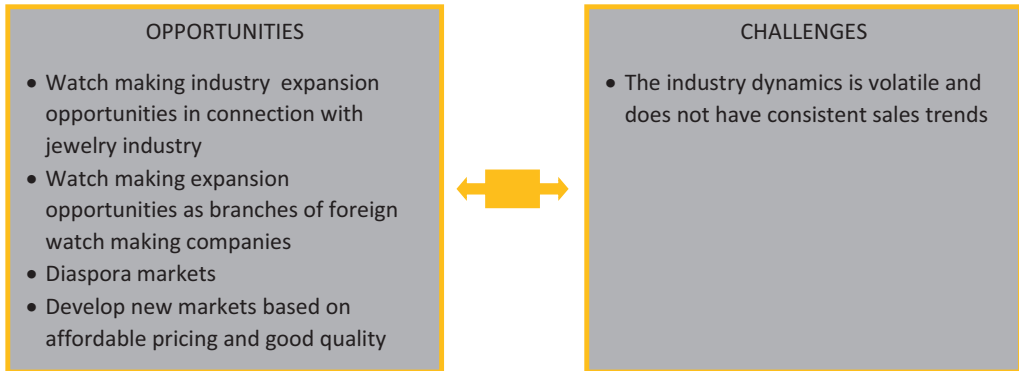 OPPORTUNITIES
• Watch making industry  expansion
opportunities in connection with
jewelry industry
• Watch making expansion
opportunities as branches of foreign
watch making companies
• Diaspora markets
• Develop new markets based on
affordable pricing and good quality
CHALLENGES
• The industry dynamics is volatile and
does not have consistent sales trends